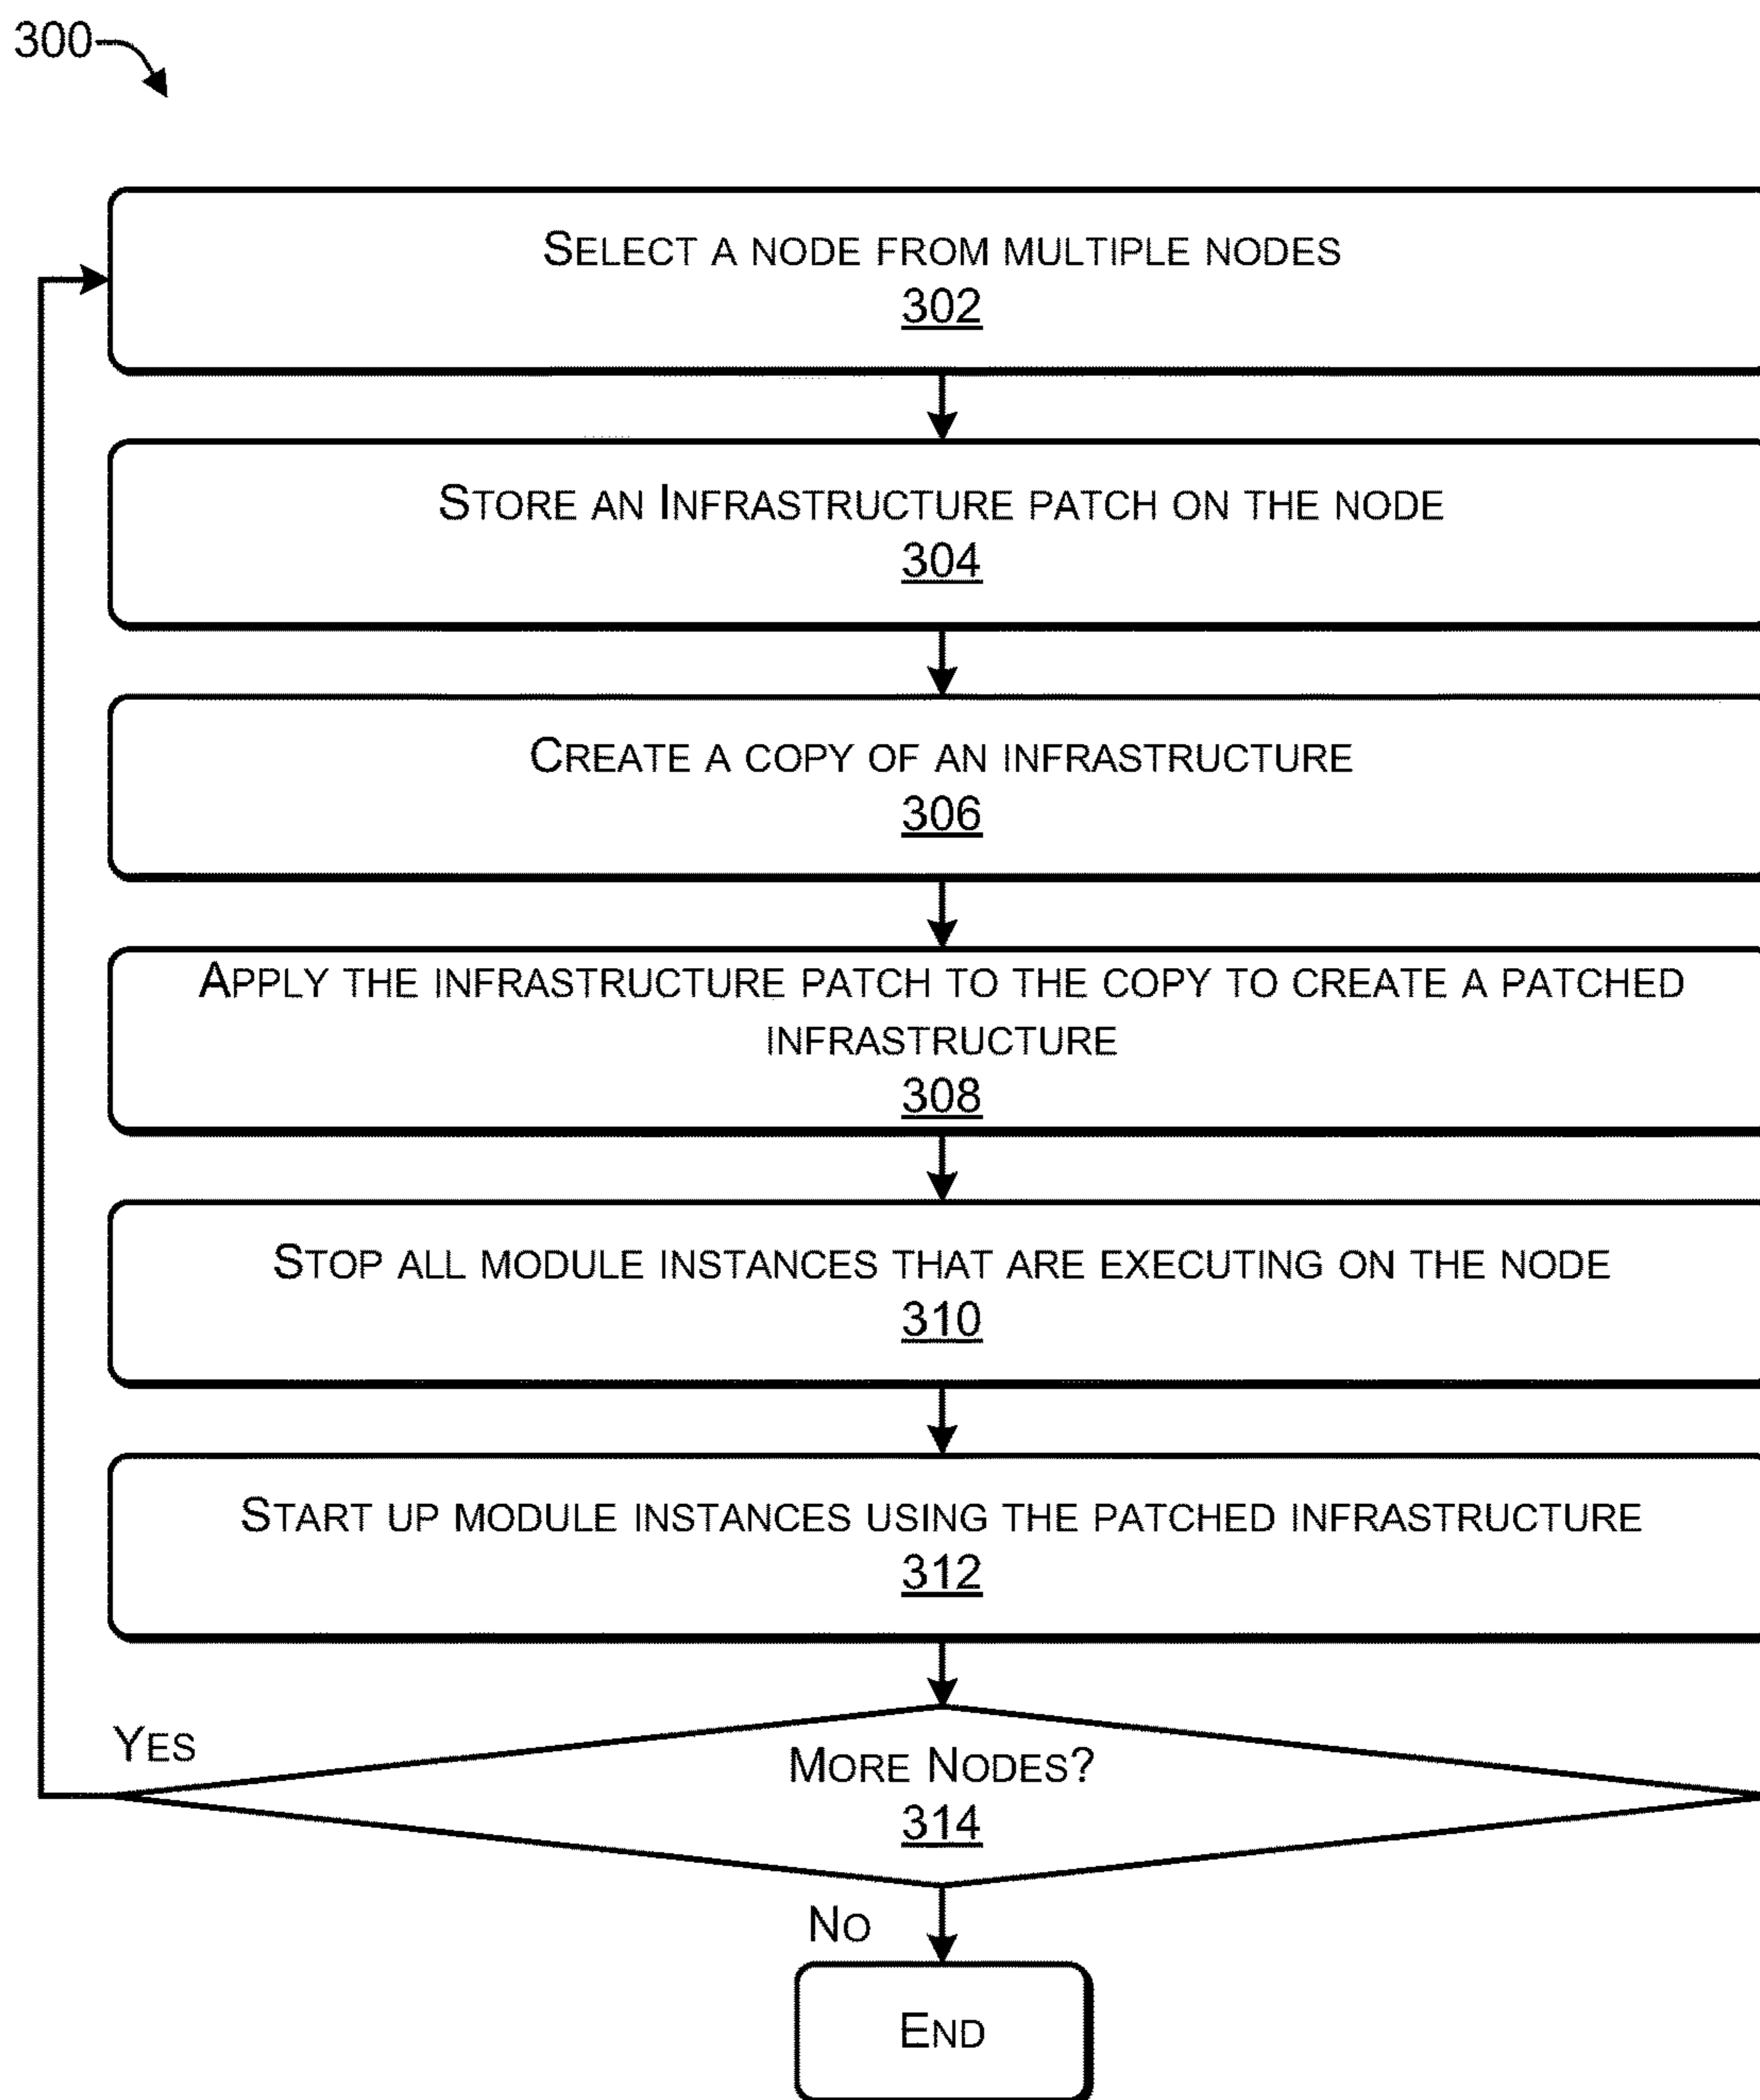 300
SELECT A NODE FROM MULTIPLE NODES
302
STORE AN INFRASTRUCTURE PATCH ON THE NODE
304
CREATE A COPY OF AN INFRASTRUCTURE
306
APPLY THE INFRASTRUCTURE PATCH TO THE COPY TO CREATE A PATCHED
INFRASTRUCTURE
308
STOP ALL MODULE INSTANCES THAT ARE EXECUTING ON THE NODE
310
START UP MODULE INSTANCES USING THE PATCHED INFRASTRUCTURE
312
YES
MORE NODES?
314
NO
END